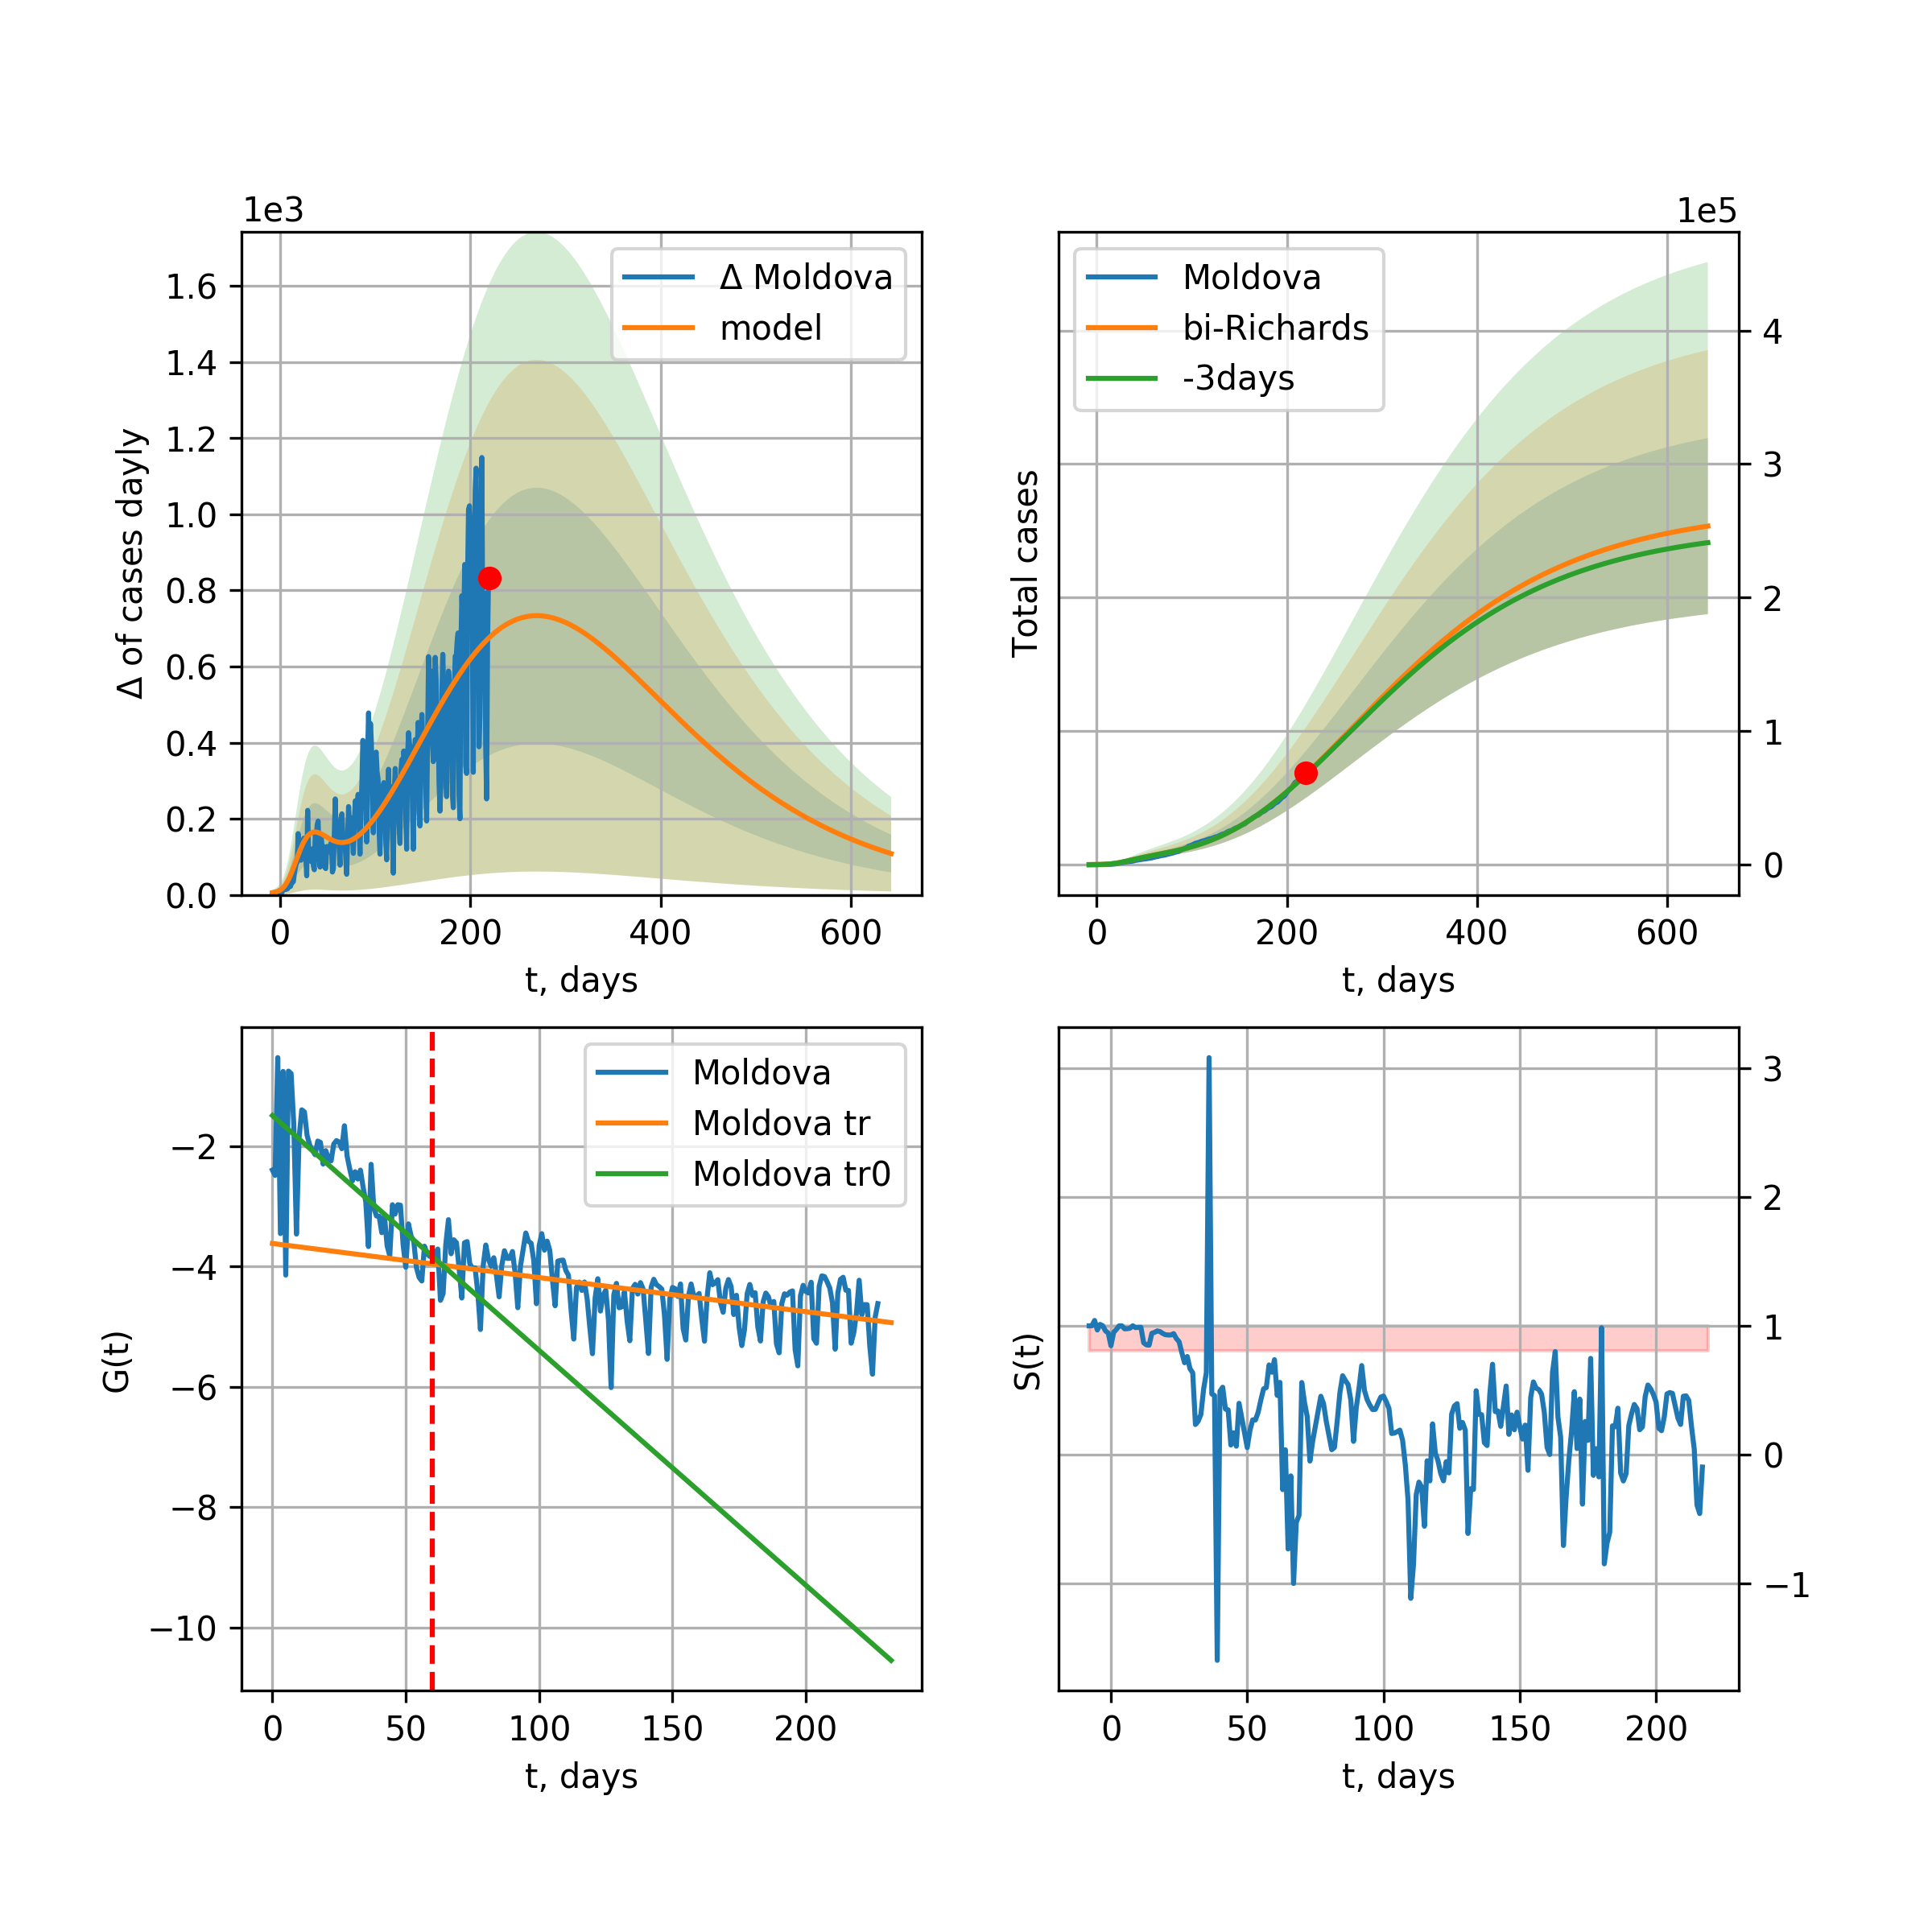 1e3
Δ of cases dayly
1.6
1.4
1.2
1.0
0.8
0.6
0.4
0.2
0.0
Δ Moldova
model
0 200 400 600
t, days
1e5
Total cases
Moldova
bi-Richards
-3days
4
3
2
1
0
0 200 400 600
t, days
G(t)
−2
−4
−6
−8
−10
Moldova
Moldova tr
Moldova tr0
0 50 100 150 200
t, days
S(t)
3
2
1
0
−1
0 50 100 150 200
t, days